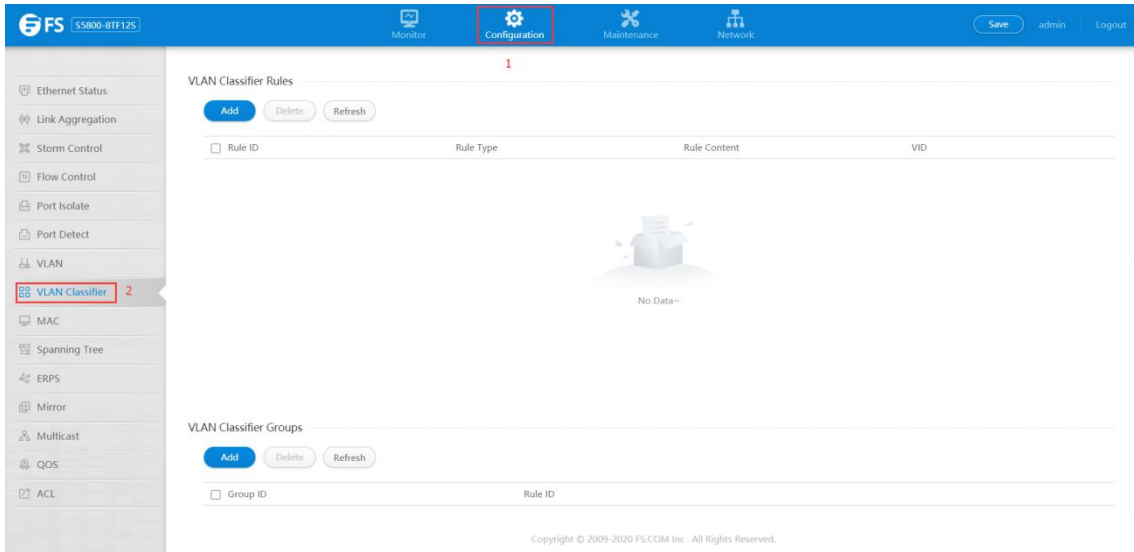 FS S5800-8TF12S Monitor Configuration Maintenance Network Save admin Logout
1
Ethernet Status
Link Aggregation
Storm Control
Flow Control
Port Isolate
Port Detect
VLAN
VLAN Classifier 2
MAC
Spanning Tree
ERPS
Mirror
Multicast
QOS
ACL
VLAN Classifier Rules
Add Delete Refresh
Rule ID Rule Type Rule Content VID
No Data~
VLAN Classifier Groups
Add Delete Refresh
Group ID Rule ID
Copyright © 2009-2020 FS.COM Inc . All Rights Reserved.